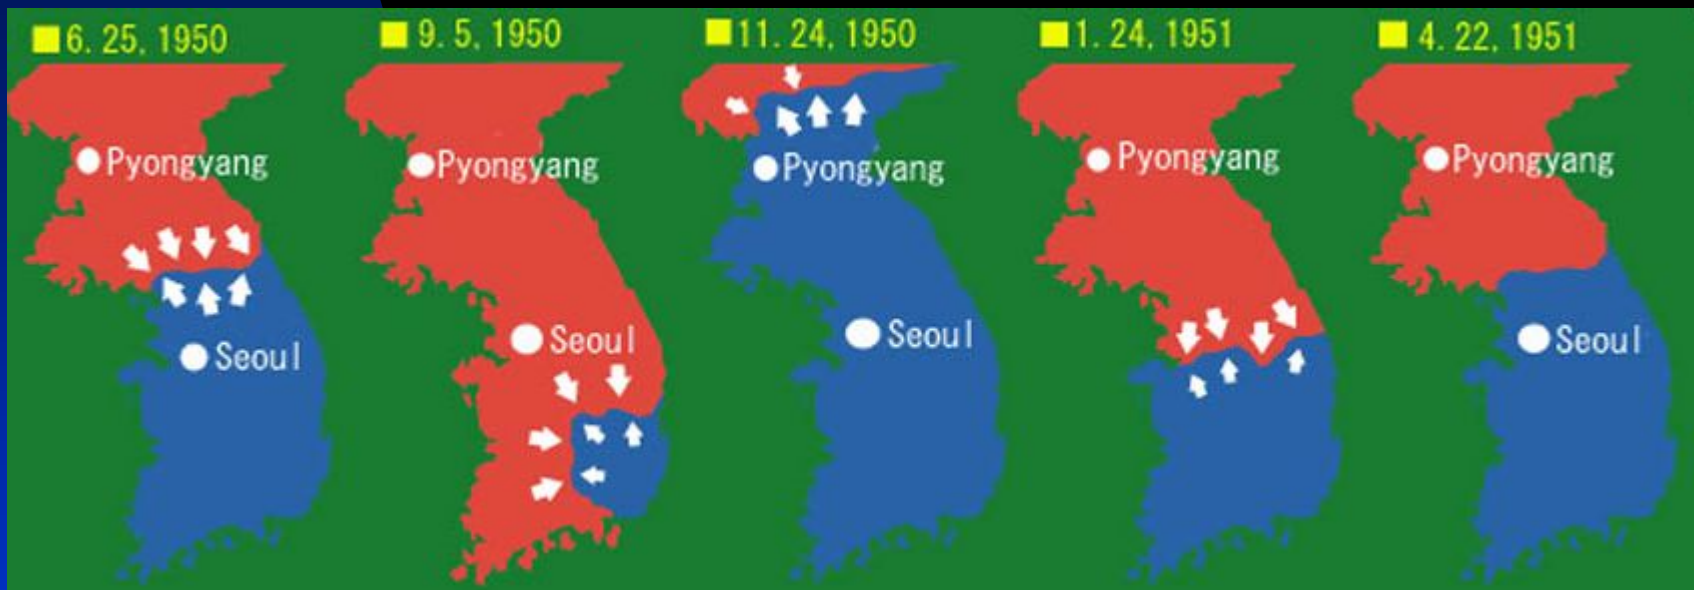 6. 25, 1950
9. 5, 1950
11. 24, 1950
1. 24, 1951
4. 22, 1951
Pyongyang
Pyongyang
Pyongyang
Pyongyang
Pyongyang
Seoul
Seoul
Seoul
Seoul